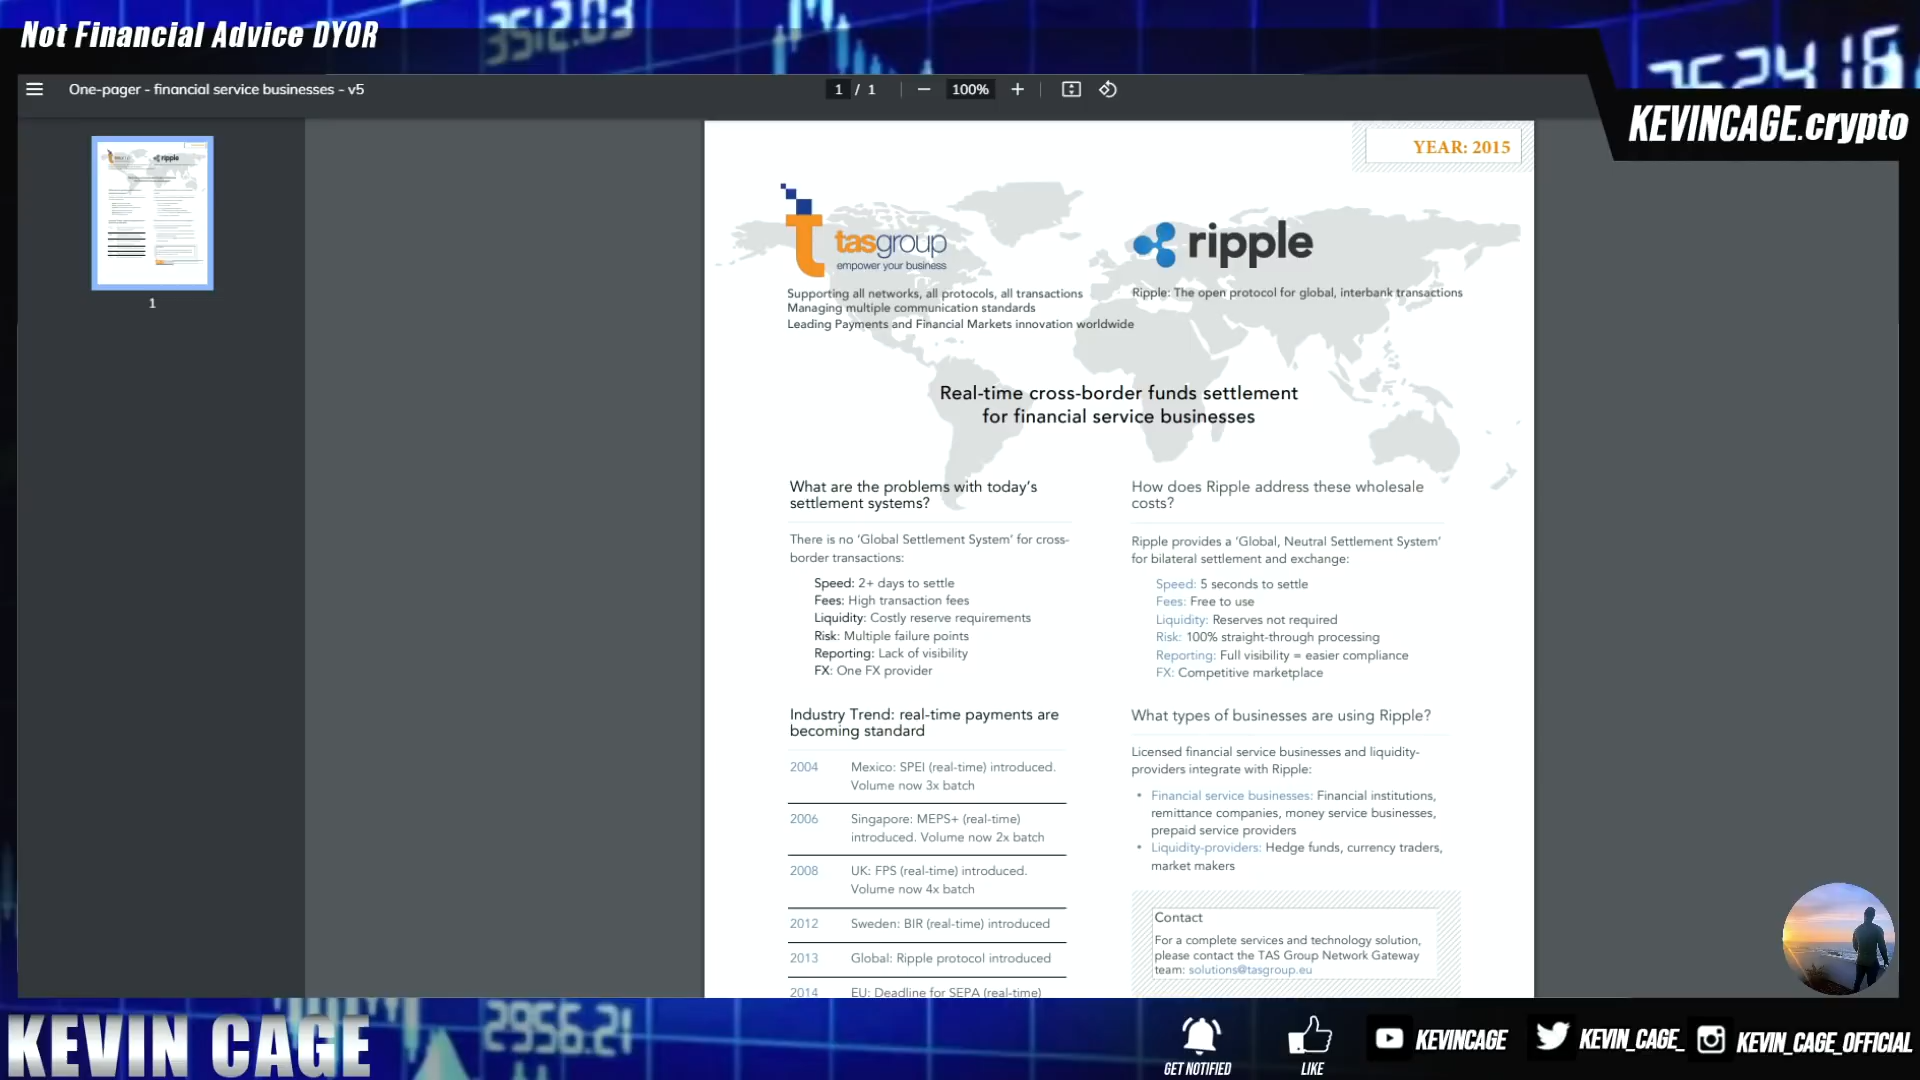 Not Financial Advice DYOR
3512.03
KEVINCAGE.crypto
One-pager - financial service businesses - v5
1 / 1
100%
YEAR: 2015
1
tasgroup
empower your business
Supporting all networks, all protocols, all transactions
Managing multiple communication standards
Leading Payments and Financial Markets innovation worldwide
ripple
Ripple: The open protocol for global, interbank transactions
Real-time cross-border funds settlement
for financial service businesses
What are the problems with today's
settlement systems?
There is no 'Global Settlement System' for cross-
border transactions:
Speed: 2+ days to settle
Fees: High transaction fees
Liquidity: Costly reserve requirements
Risk: Multiple failure points
Reporting: Lack of visibility
FX: One FX provider
Industry Trend: real-time payments are
becoming standard
2004 Mexico: SPEI (real-time) introduced.
Volume now 3x batch
2006 Singapore: MEPS+ (real-time)
introduced. Volume now 2x batch
2008 UK: FPS (real-time) introduced.
Volume now 4x batch
2012 Sweden: BIR (real-time) introduced
2013 Global: Ripple protocol introduced
2014 EU: Deadline for SEPA (real-time)
How does Ripple address these wholesale
costs?
Ripple provides a 'Global, Neutral Settlement System'
for bilateral settlement and exchange:
Speed: 5 seconds to settle
Fees: Free to use
Liquidity: Reserves not required
Risk: 100% straight-through processing
Reporting: Full visibility = easier compliance
FX: Competitive marketplace
What types of businesses are using Ripple?
Licensed financial service businesses and liquidity-
providers integrate with Ripple:
• Financial service businesses: Financial institutions,
remittance companies, money service businesses,
prepaid service providers
• Liquidity-providers: Hedge funds, currency traders,
market makers
Contact
For a complete services and technology solution,
please contact the TAS Group Network Gateway
team: solutions@tasgroup.eu
KEVIN CAGE
2956.21
GET NOTIFIED
LIKE
KEVINCAGE
KEVIN_CAGE_
KEVIN_CAGE_OFFICIAL